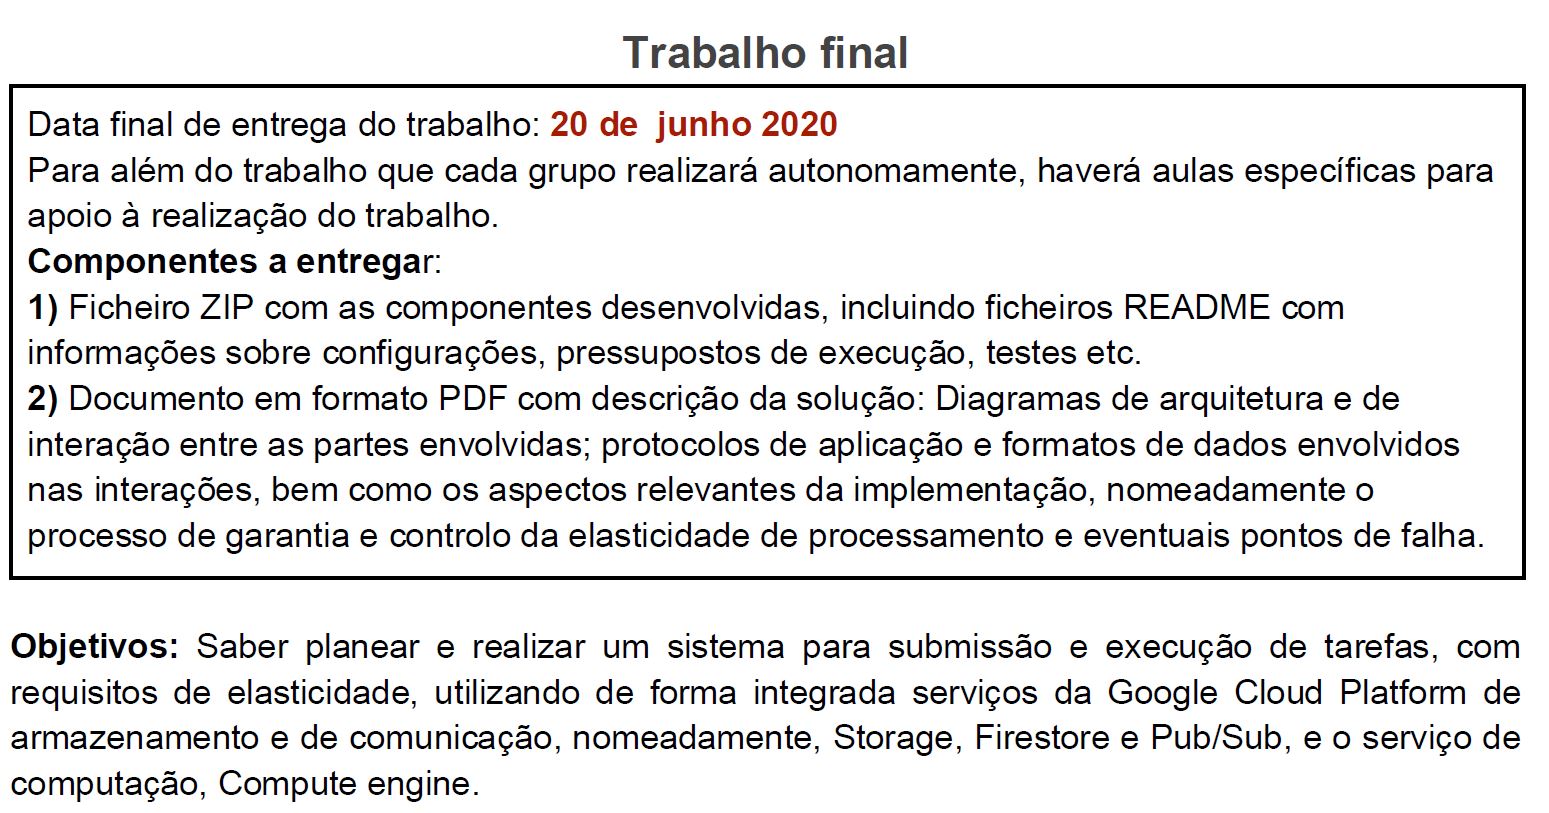 Trabalho final
Data final de entrega do trabalho: 20 de  junho 2020
Para além do trabalho que cada grupo realizará autonomamente, haverá aulas específicas para
apoio à realização do trabalho.
Componentes a entregar:
1) Ficheiro ZIP com as componentes desenvolvidas, incluindo ficheiros README com
informações sobre configurações, pressupostos de execução, testes etc.
2) Documento em formato PDF com descrição da solução: Diagramas de arquitetura e de
interação entre as partes envolvidas; protocolos de aplicação e formatos de dados envolvidos
nas interações, bem como os aspectos relevantes da implementação, nomeadamente o
processo de garantia e controlo da elasticidade de processamento e eventuais pontos de falha.
Objetivos: Saber planear e realizar um sistema para submissão e execução de tarefas, com
requisitos de elasticidade, utilizando de forma integrada serviços da Google Cloud Platform de
armazenamento e de comunicação, nomeadamente, Storage, Firestore e Pub/Sub, e o serviço de
computação, Compute engine.